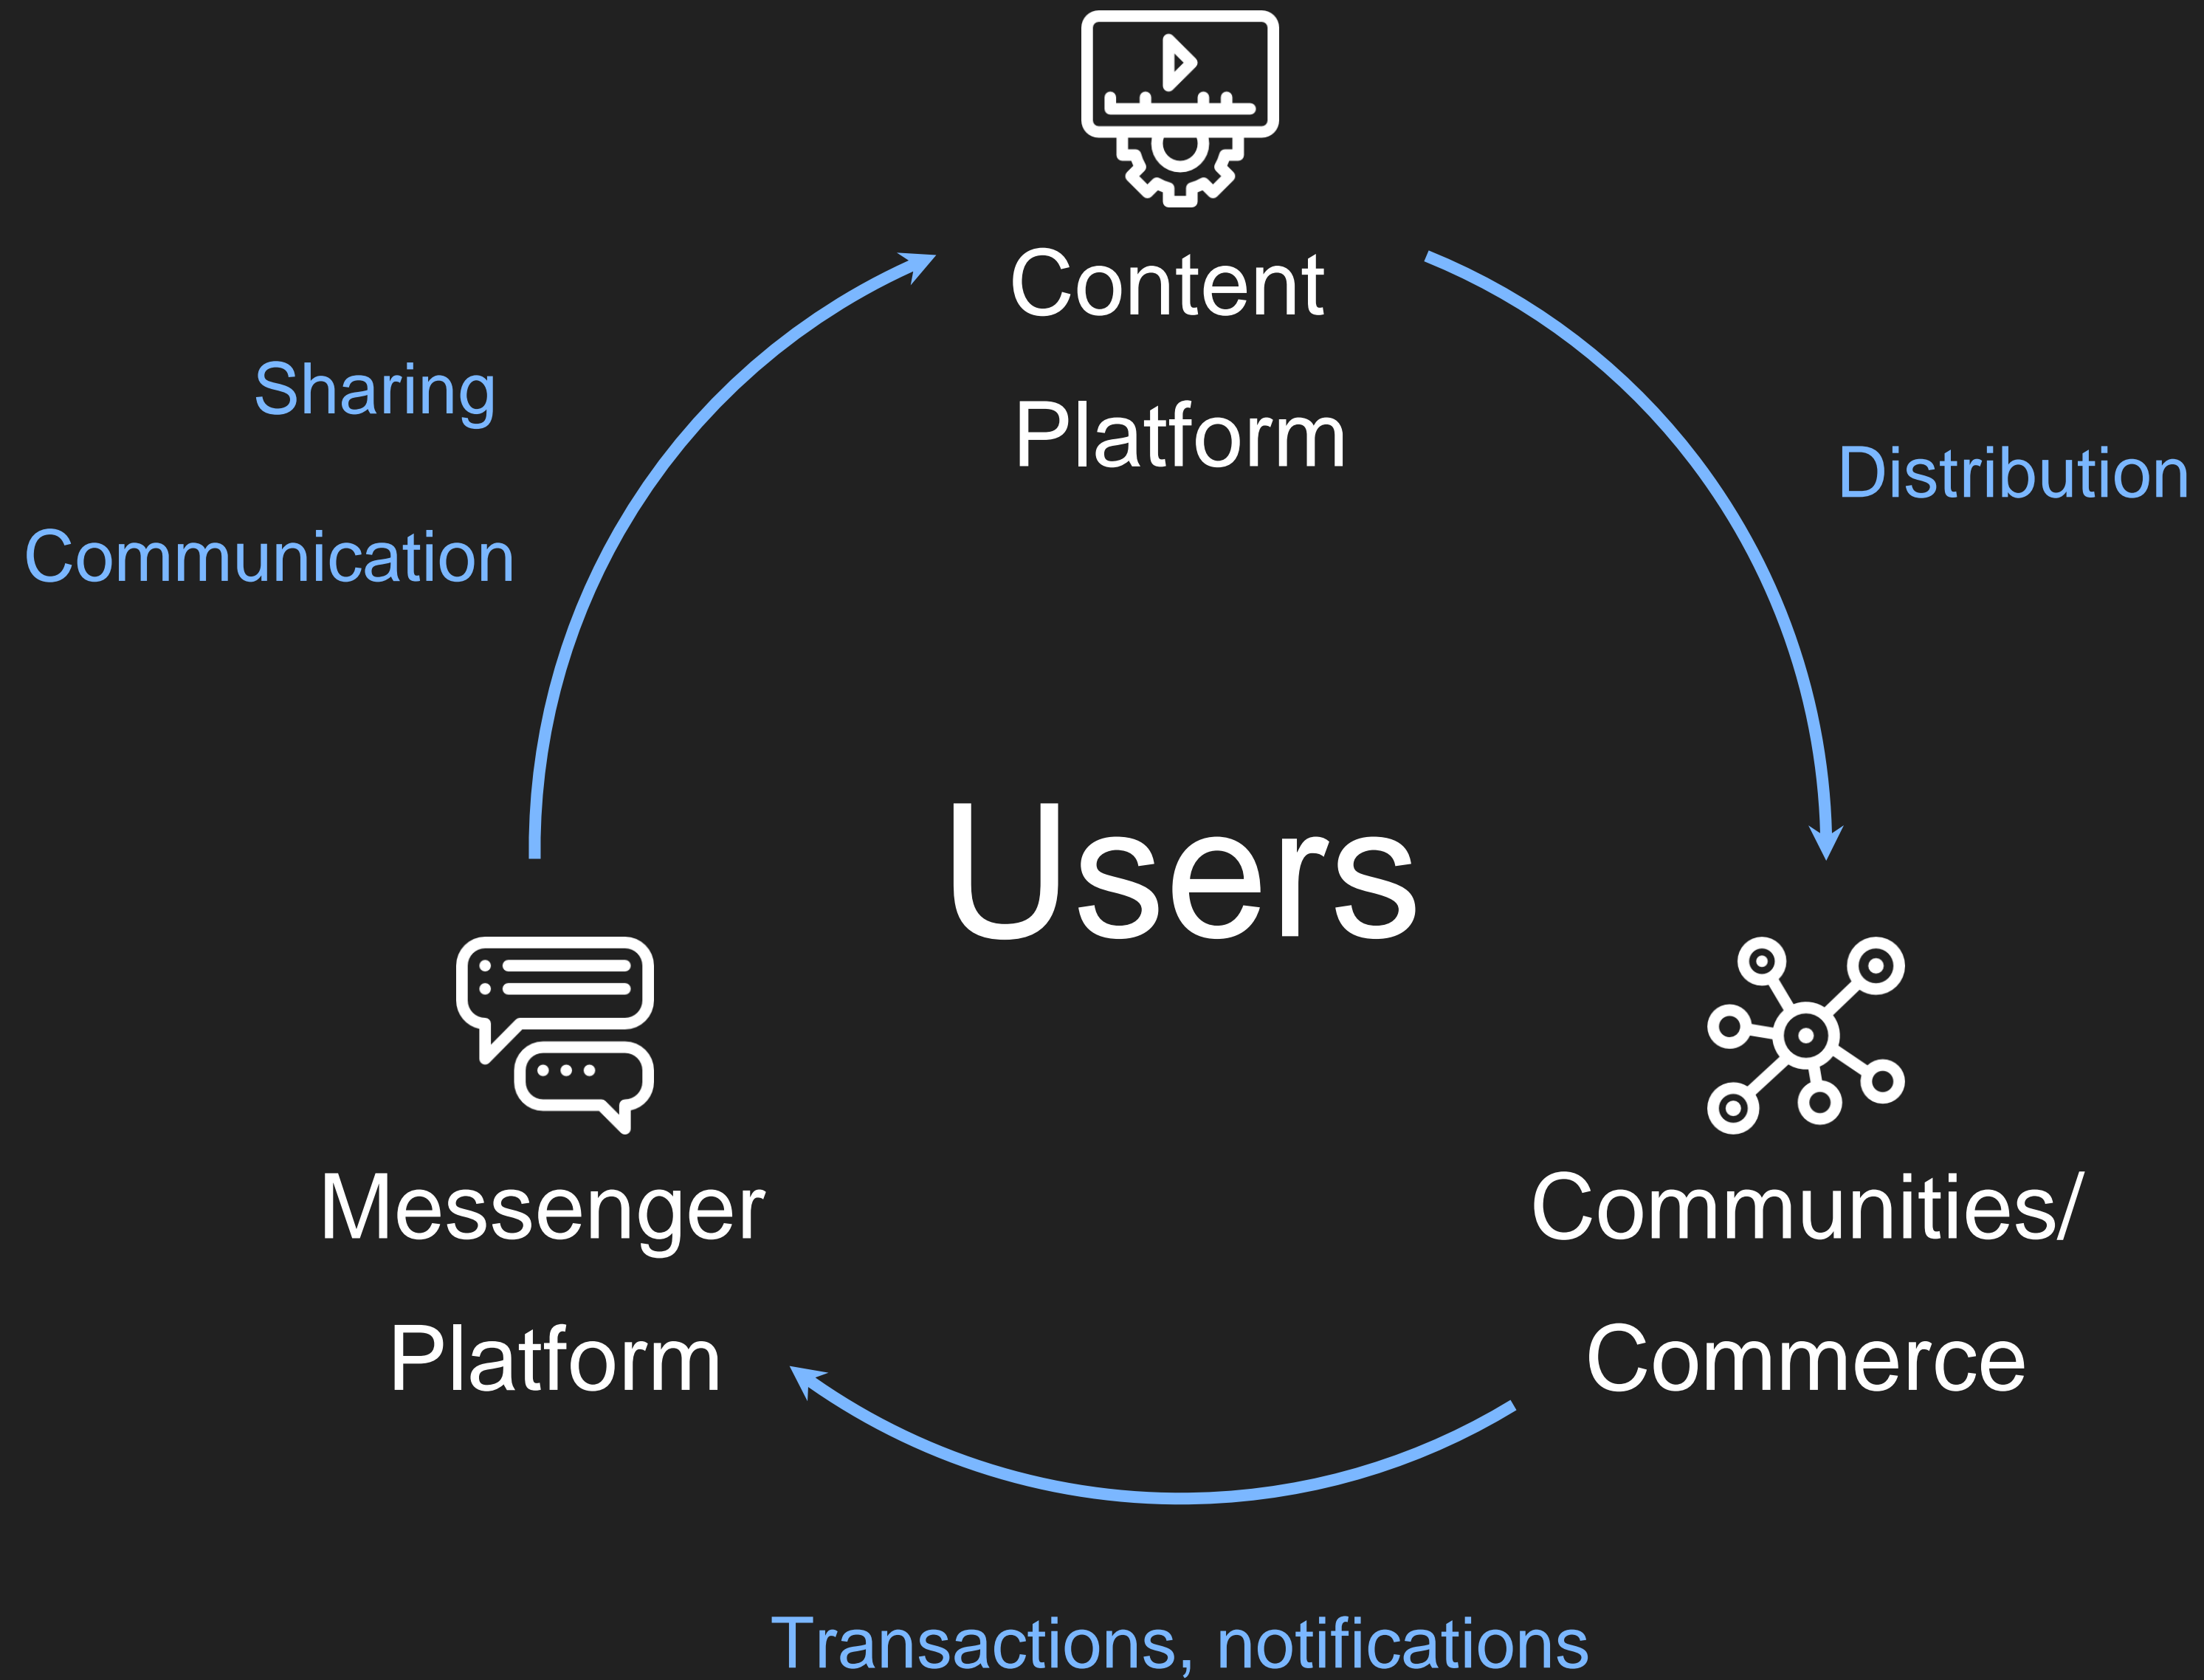 Content
Platform
Sharing
Communication
Distribution
Users
Messenger
Platform
Communities/
Commerce
Transactions, notifications